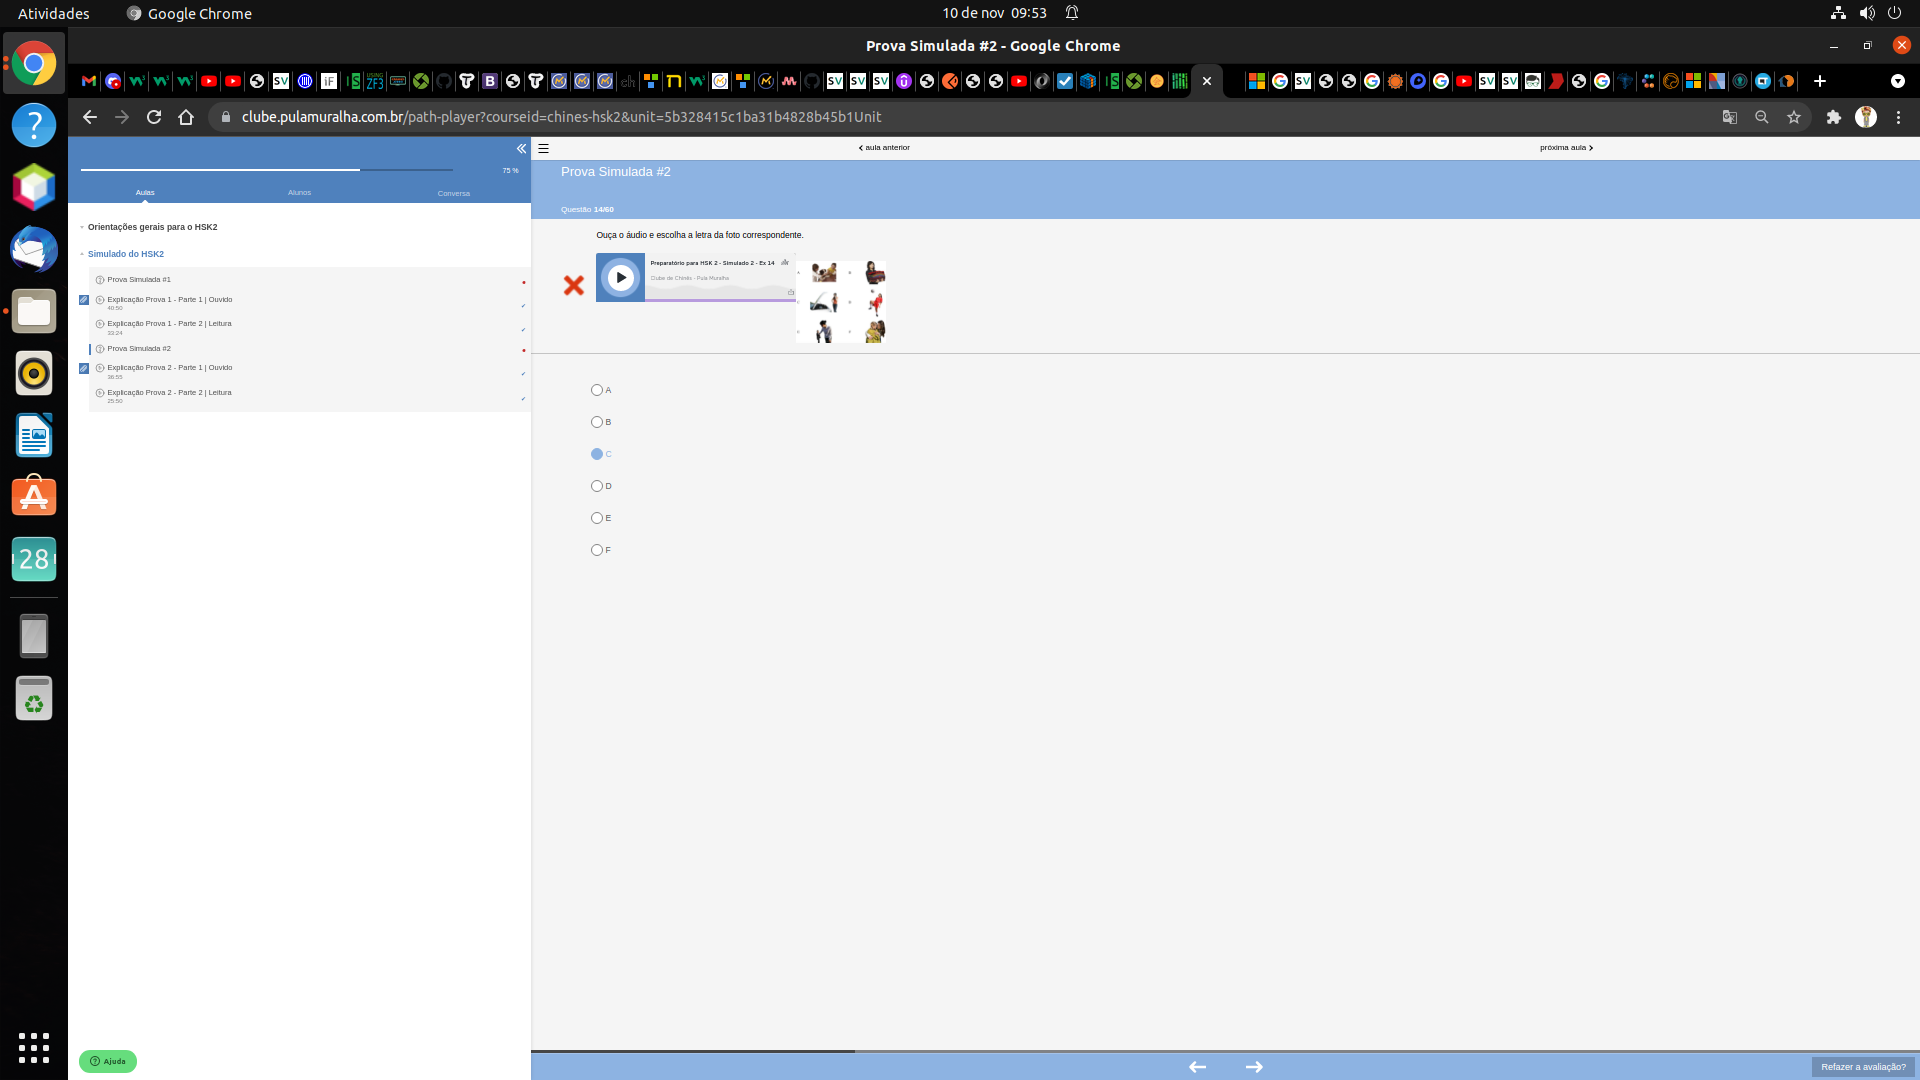 Atividades
Google Chrome
10 de nov 09:53
Prova Simulada #2 - Google Chrome
clube.pulamuralha.com.br/path-player?courseid=chines-hsk2&unit=5b328415c1ba31b4828b45b1Unit
75 %
Aulas
Alunos
Conversa
Orientações gerais para o HSK2
Simulado do HSK2
Prova Simulada #1
Explicação Prova 1 - Parte 1 | Ouvido
40:50
Explicação Prova 1 - Parte 2 | Leitura
33:24
Prova Simulada #2
Explicação Prova 2 - Parte 1 | Ouvido
36:55
Explicação Prova 2 - Parte 2 | Leitura
25:50
Ajuda
28
aula anterior
próxima aula
Prova Simulada #2
Questão 14/60
Ouça o áudio e escolha a letra da foto correspondente.
Preparatório para HSK 2 - Simulado 2 - Ex 14
Clube de Chinês - Pula Muralha
A
B
C
D
E
F
Refazer a avaliação?